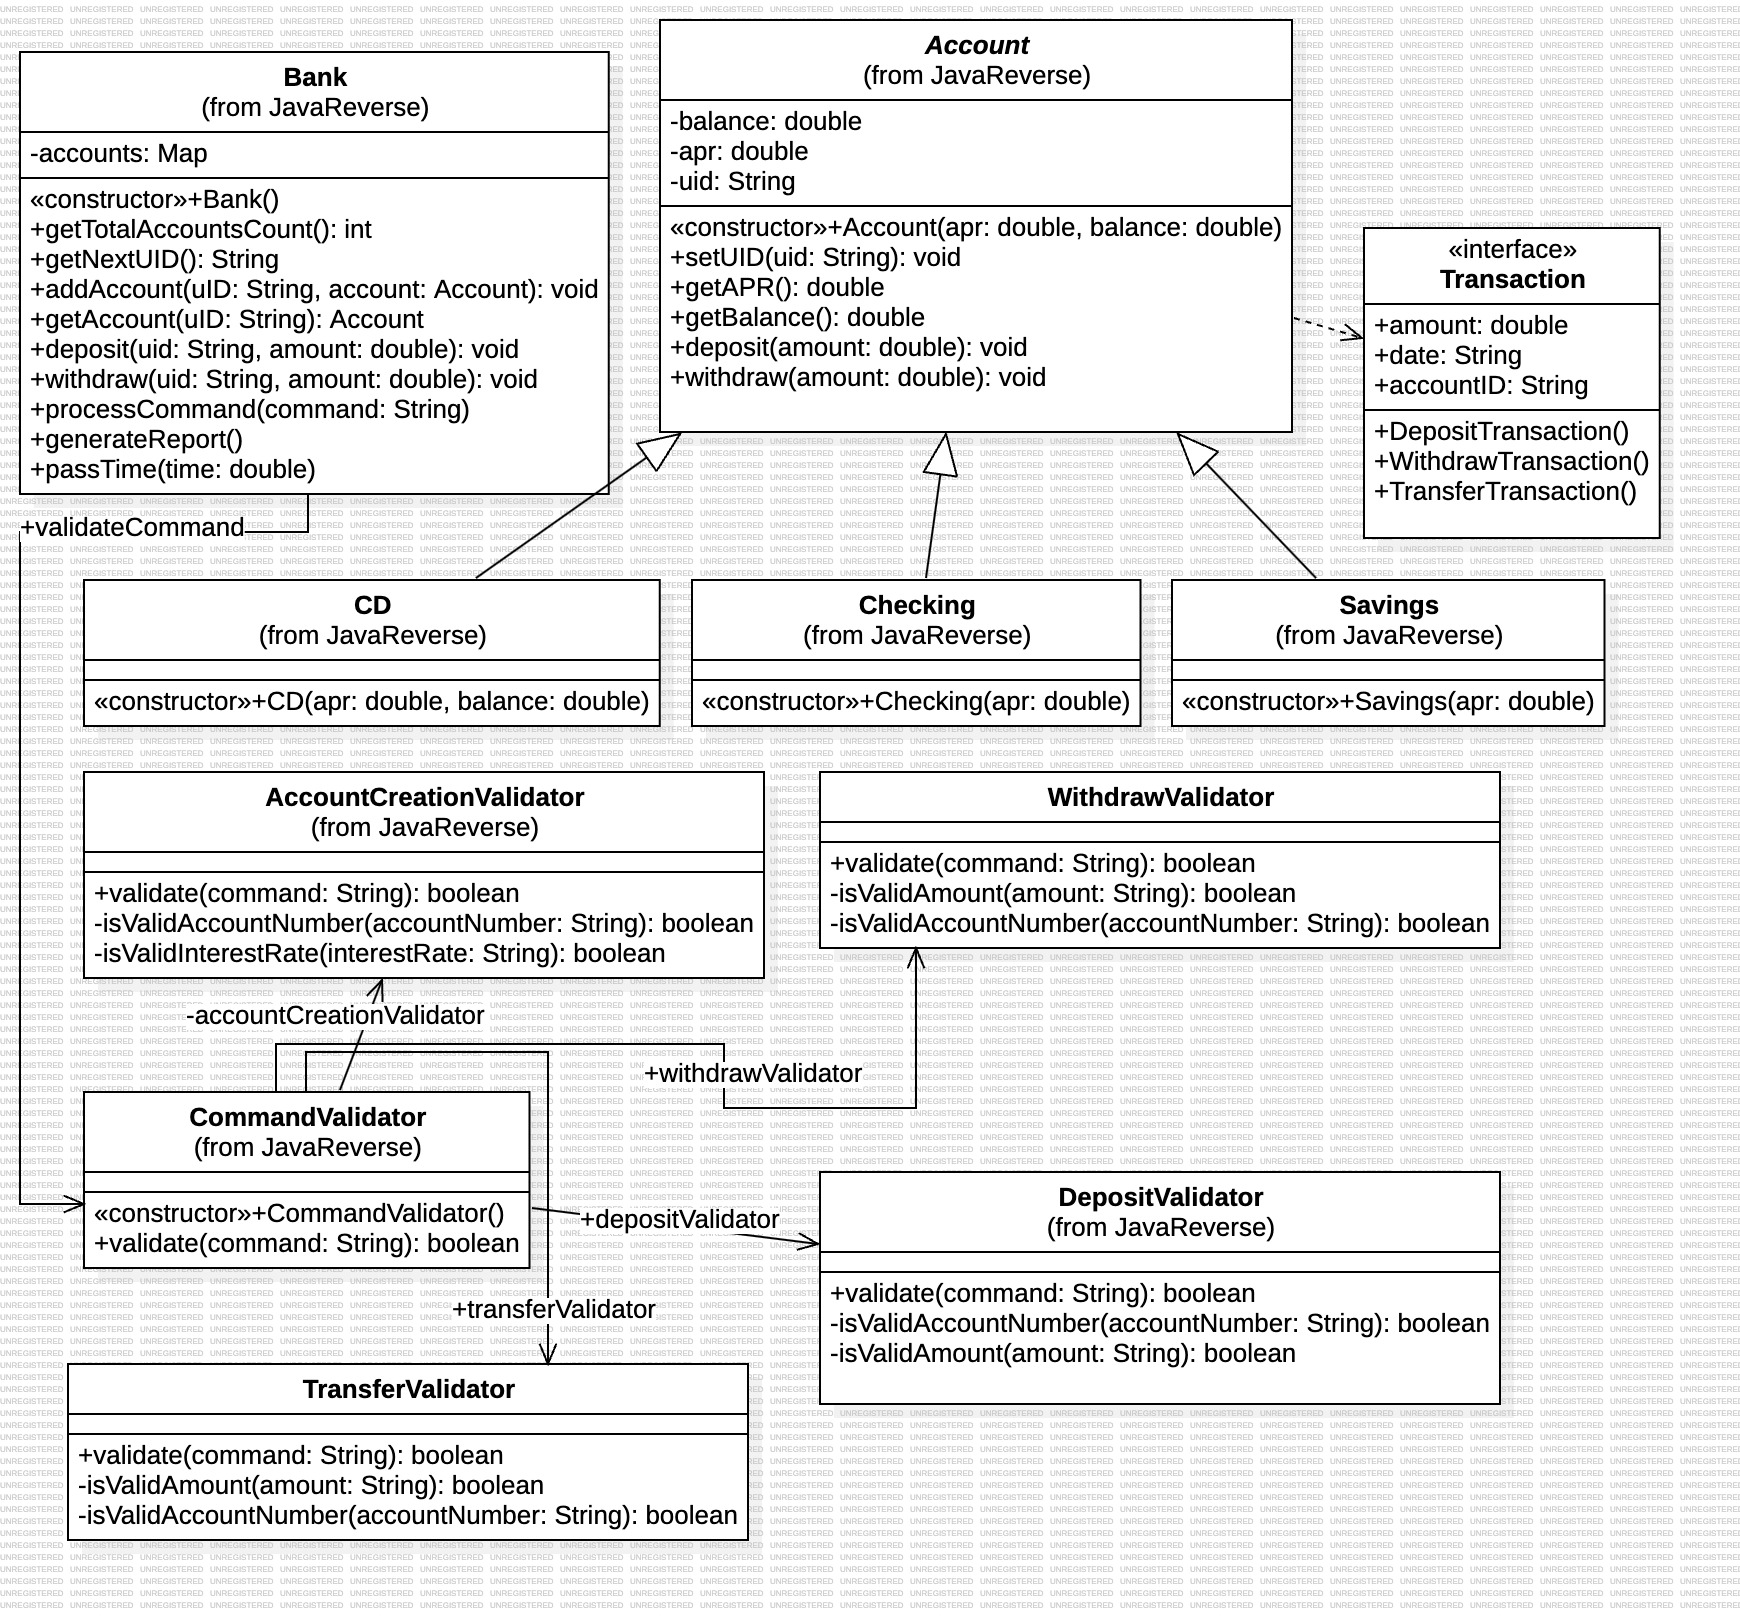 Bank
(from JavaReverse)
-accounts: Map
«constructor»+Bank()
+getTotalAccountsCount(): int
+getNextUID(): String
+addAccount(uID: String, account: Account): void
+getAccount(uID: String): Account
+deposit(uid: String, amount: double): void
+withdraw(uid: String, amount: double): void
+processCommand(command: String)
+generateReport()
+passTime(time: double)
Account
(from JavaReverse)
-balance: double
-apr: double
-uid: String
«constructor»+Account(apr: double, balance: double)
+setUID(uid: String): void
+getAPR(): double
+getBalance(): double
+deposit(amount: double): void
+withdraw(amount: double): void
«interface»
Transaction
+amount: double
+date: String
+accountID: String
+DepositTransaction()
+WithdrawTransaction()
+TransferTransaction()
+validateCommand
CD
(from JavaReverse)
«constructor»+CD(apr: double, balance: double)
Checking
(from JavaReverse)
«constructor»+Checking(apr: double)
Savings
(from JavaReverse)
«constructor»+Savings(apr: double)
AccountCreationValidator
(from JavaReverse)
+validate(command: String): boolean
-isValidAccountNumber(accountNumber: String): boolean
-isValidInterestRate(interestRate: String): boolean
WithdrawValidator
+validate(command: String): boolean
-isValidAmount(amount: String): boolean
-isValidAccountNumber(accountNumber: String): boolean
-accountCreationValidator
+withdrawValidator
CommandValidator
(from JavaReverse)
«constructor»+CommandValidator()
+validate(command: String): boolean
+depositValidator
DepositValidator
(from JavaReverse)
+validate(command: String): boolean
-isValidAccountNumber(accountNumber: String): boolean
-isValidAmount(amount: String): boolean
+transferValidator
TransferValidator
+validate(command: String): boolean
-isValidAmount(amount: String): boolean
-isValidAccountNumber(accountNumber: String): boolean
UNREGISTERED